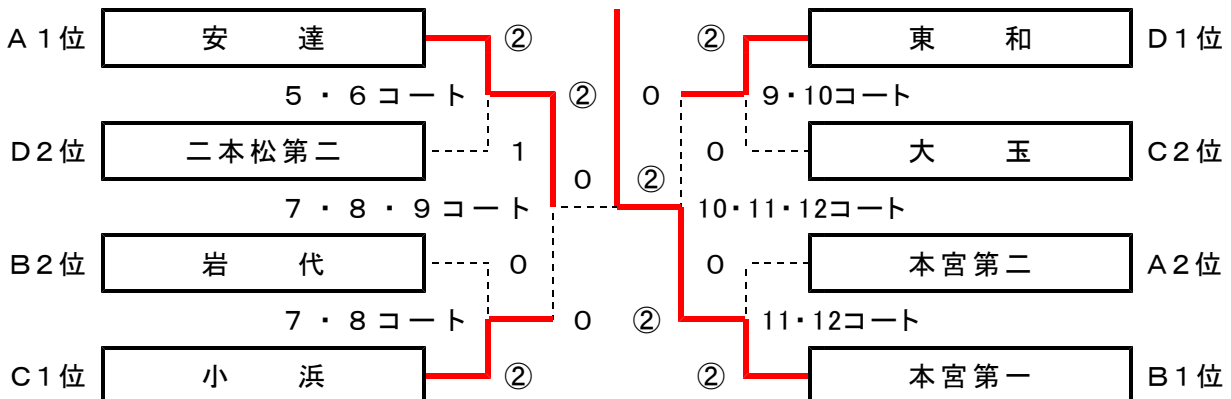 A1位 安達 ② ② 東和 D1位
5・6コート ② 0 9・10コート
D2位 二本松第二 1 0 大玉 C2位
0 ②
7・8・9コート 10・11・12コート
B2位 岩代 0 0 本宮第二 A2位
7・8コート 0 ② 11・12コート
C1位 小浜 ② ② 本宮第一 B1位